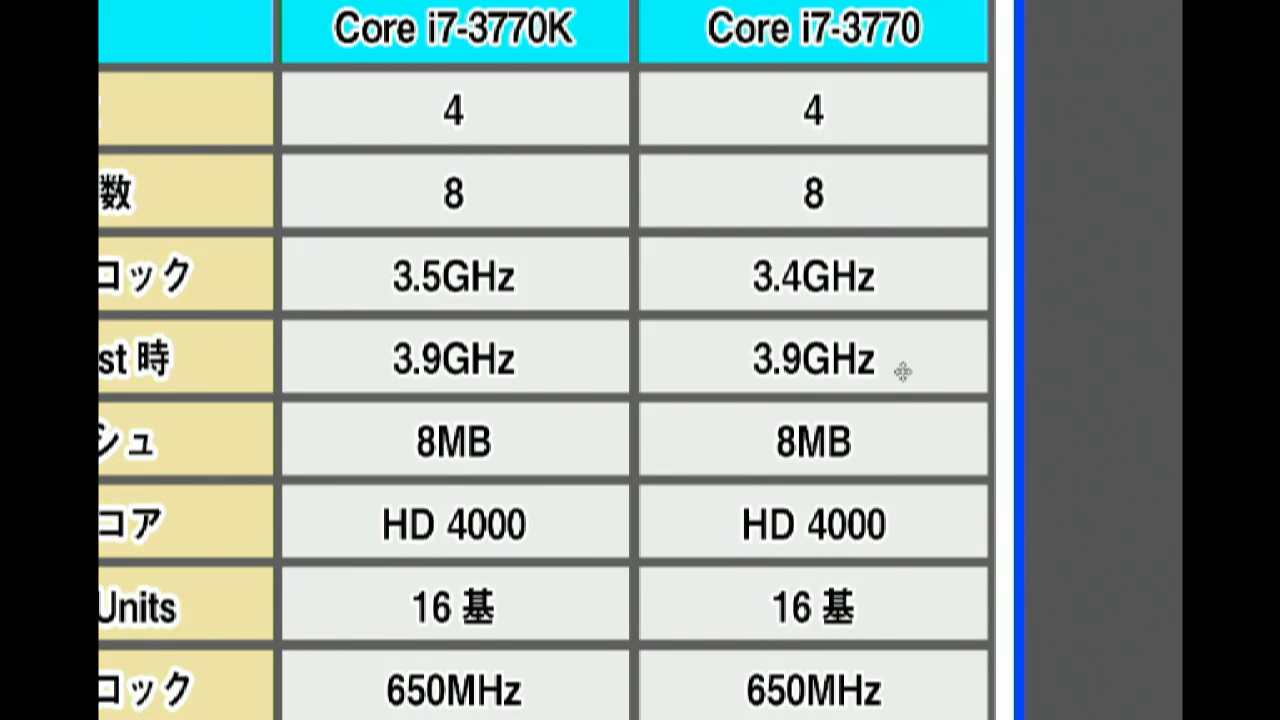 Core i7-3770K Core i7-3770
4 4
数 8 8
ロック 3.5GHz 3.4GHz
st 時 3.9GHz 3.9GHz
シュ 8MB 8MB
コア HD 4000 HD 4000
Units 16 基 16 基
ロック 650MHz 650MHz